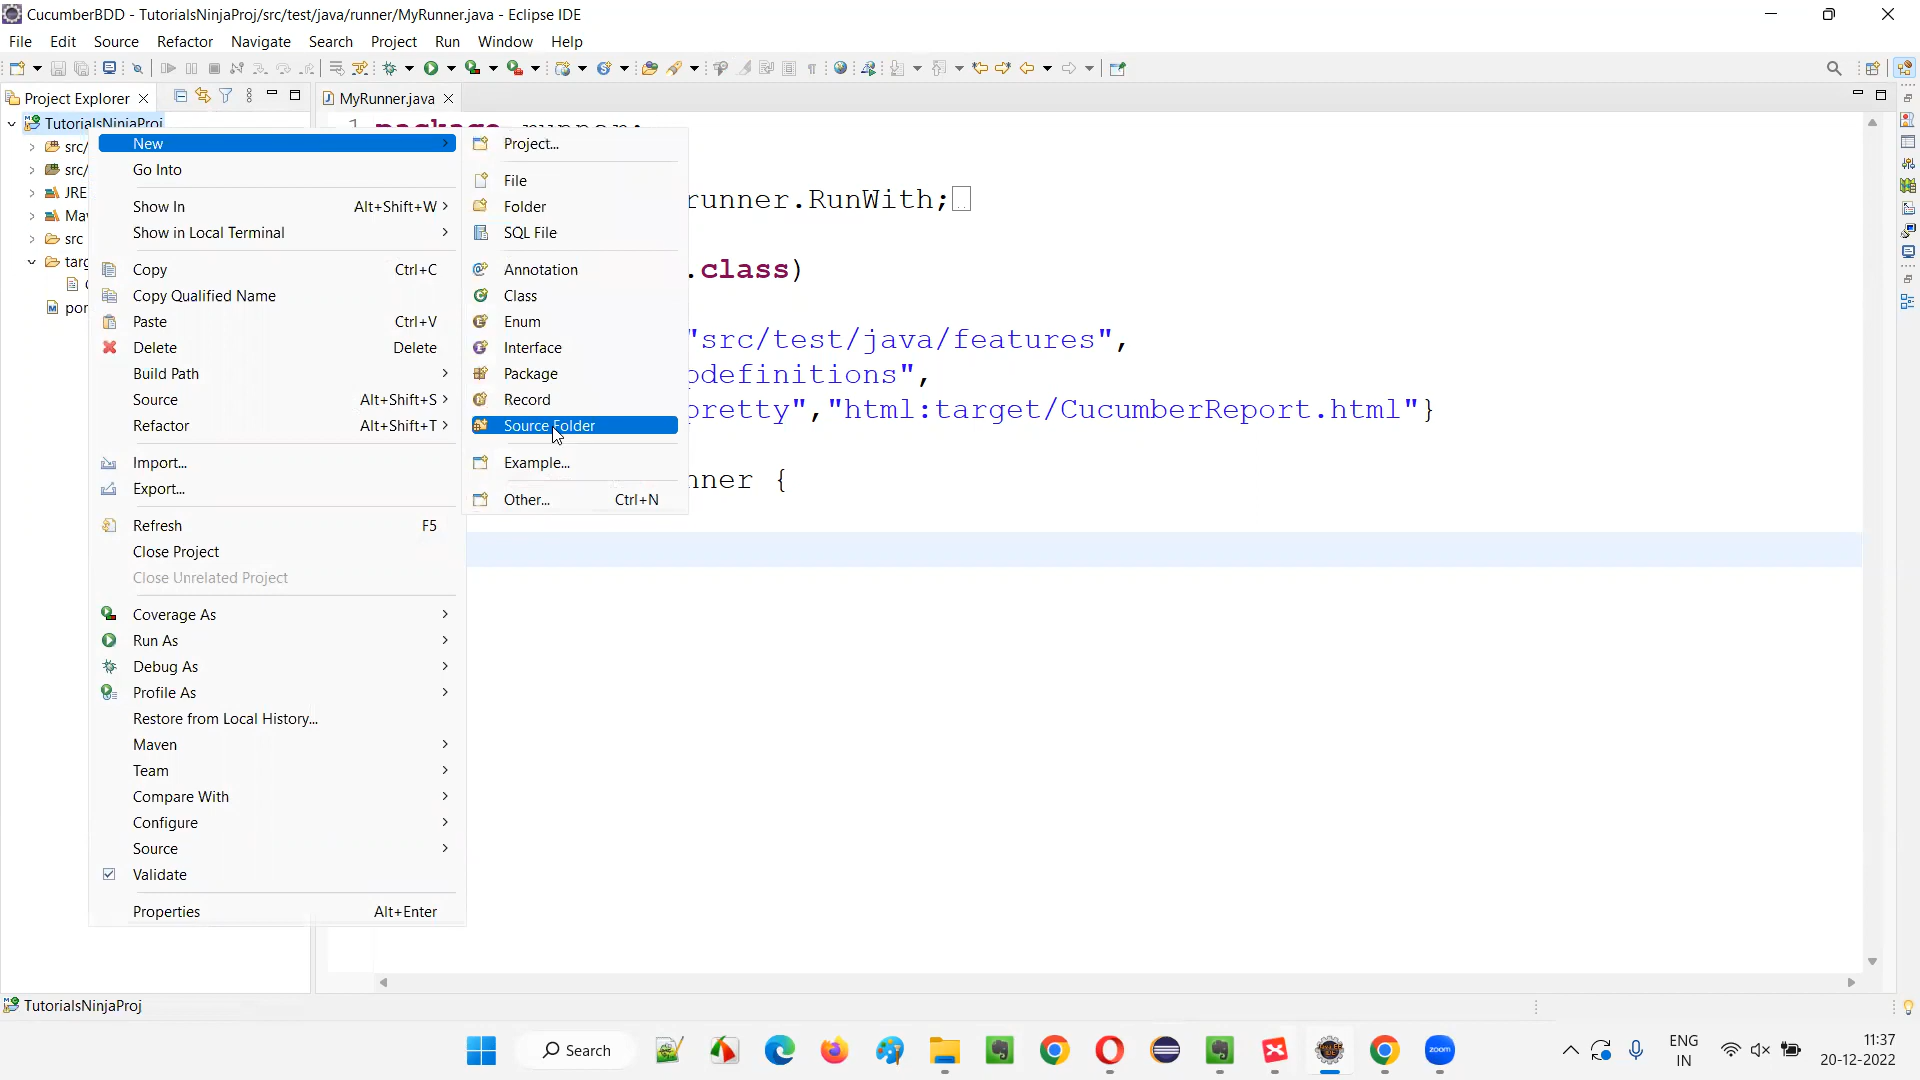 CucumberBDD - TutorialsNinjaProj/src/test/java/runner/MyRunner.java - Eclipse IDE
File Edit Source Refactor Navigate Search Project Run Window Help
Project Explorer
MyRunner.java
TutorialsNinjaProj
1
src/
src/
JRE
src
New
Go Into
Show In Alt+Shift+W
Show in Local Terminal
Copy Ctrl+C
Copy Qualified Name
Paste Ctrl+V
Delete Delete
Build Path
Source Alt+Shift+S
Refactor Alt+Shift+T
Import...
Export...
Refresh F5
Close Project
Close Unrelated Project
Coverage As
Run As
Debug As
Profile As
Restore from Local History...
Maven
Team
Compare With
Configure
Source
Validate
Properties Alt+Enter
Project...
File
Folder
SQL File
Annotation
Class
Enum
Interface
Package
Record
Source Folder
Example...
Other... Ctrl+N
runner.RunWith;
.class)
"src/test/java/features",
pdefinitions",
pretty","html:target/CucumberReport.html"}
nner {
TutorialsNinjaProj
Search
zoom
ENG
IN
11:37
20-12-2022